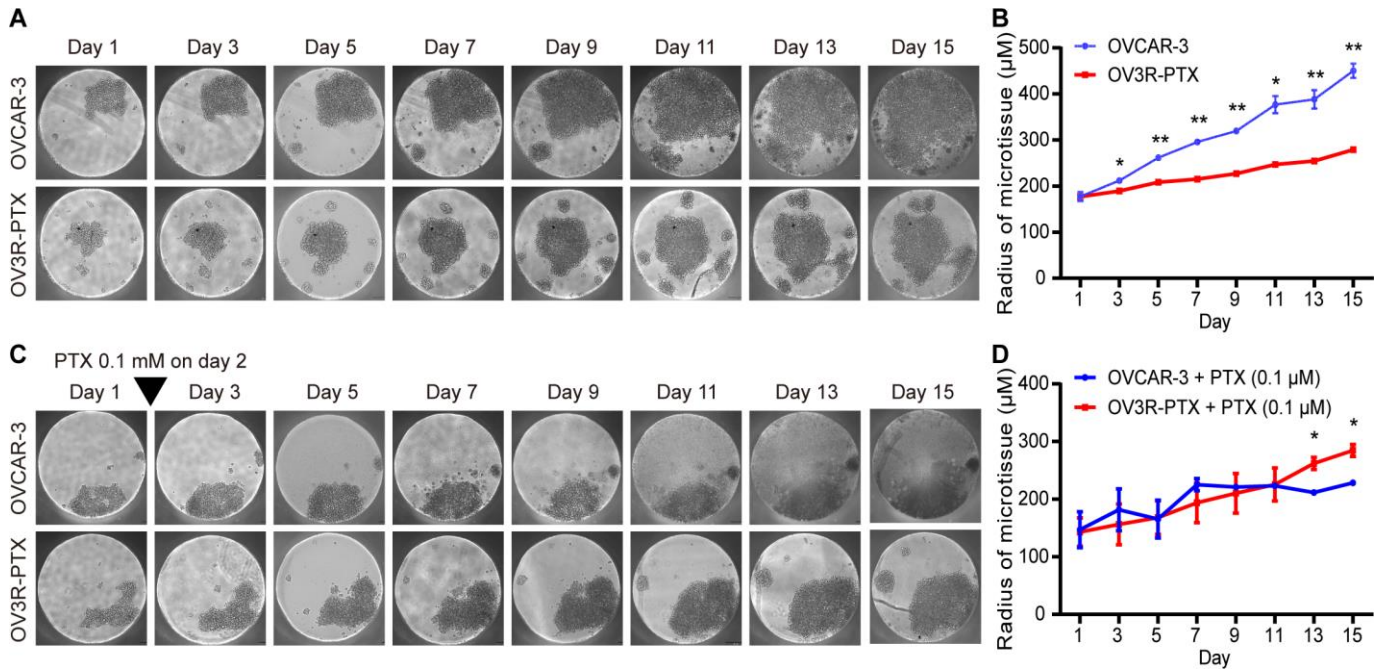 A
Day 1 Day 3 Day 5 Day 7 Day 9 Day 11 Day 13 Day 15
OVCAR-3
OV3R-PTX
B
Radius of microtissue (µM)
500
400
300
200
100
0
OVCAR-3
OV3R-PTX
* ** ** ** * ** **
1 3 5 7 9 11 13 15
Day
C
PTX 0.1 mM on day 2
Day 1 Day 3 Day 5 Day 7 Day 9 Day 11 Day 13 Day 15
OVCAR-3
OV3R-PTX
D
Radius of microtissue (µM)
400
300
200
100
0
OVCAR-3 + PTX (0.1 µM)
OV3R-PTX + PTX (0.1 µM)
* *
1 3 5 7 9 11 13 15
Day